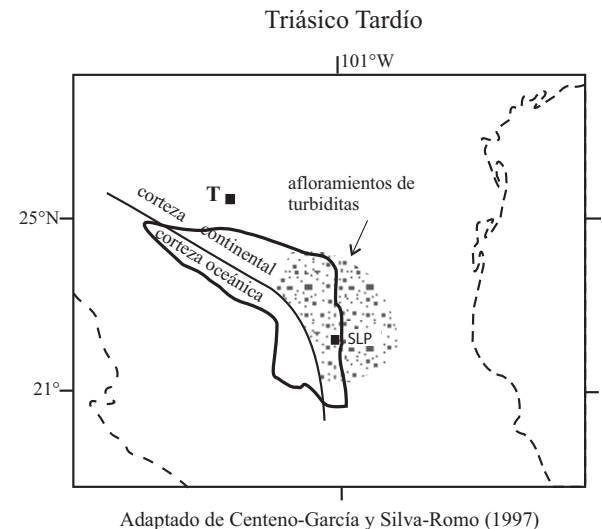 Triásico Tardío
101°W
T
afloramientos de
turbiditas
corteza continental
25°N
corteza oceánica
SLP
21°
Adaptado de Centeno-García y Silva-Romo (1997)